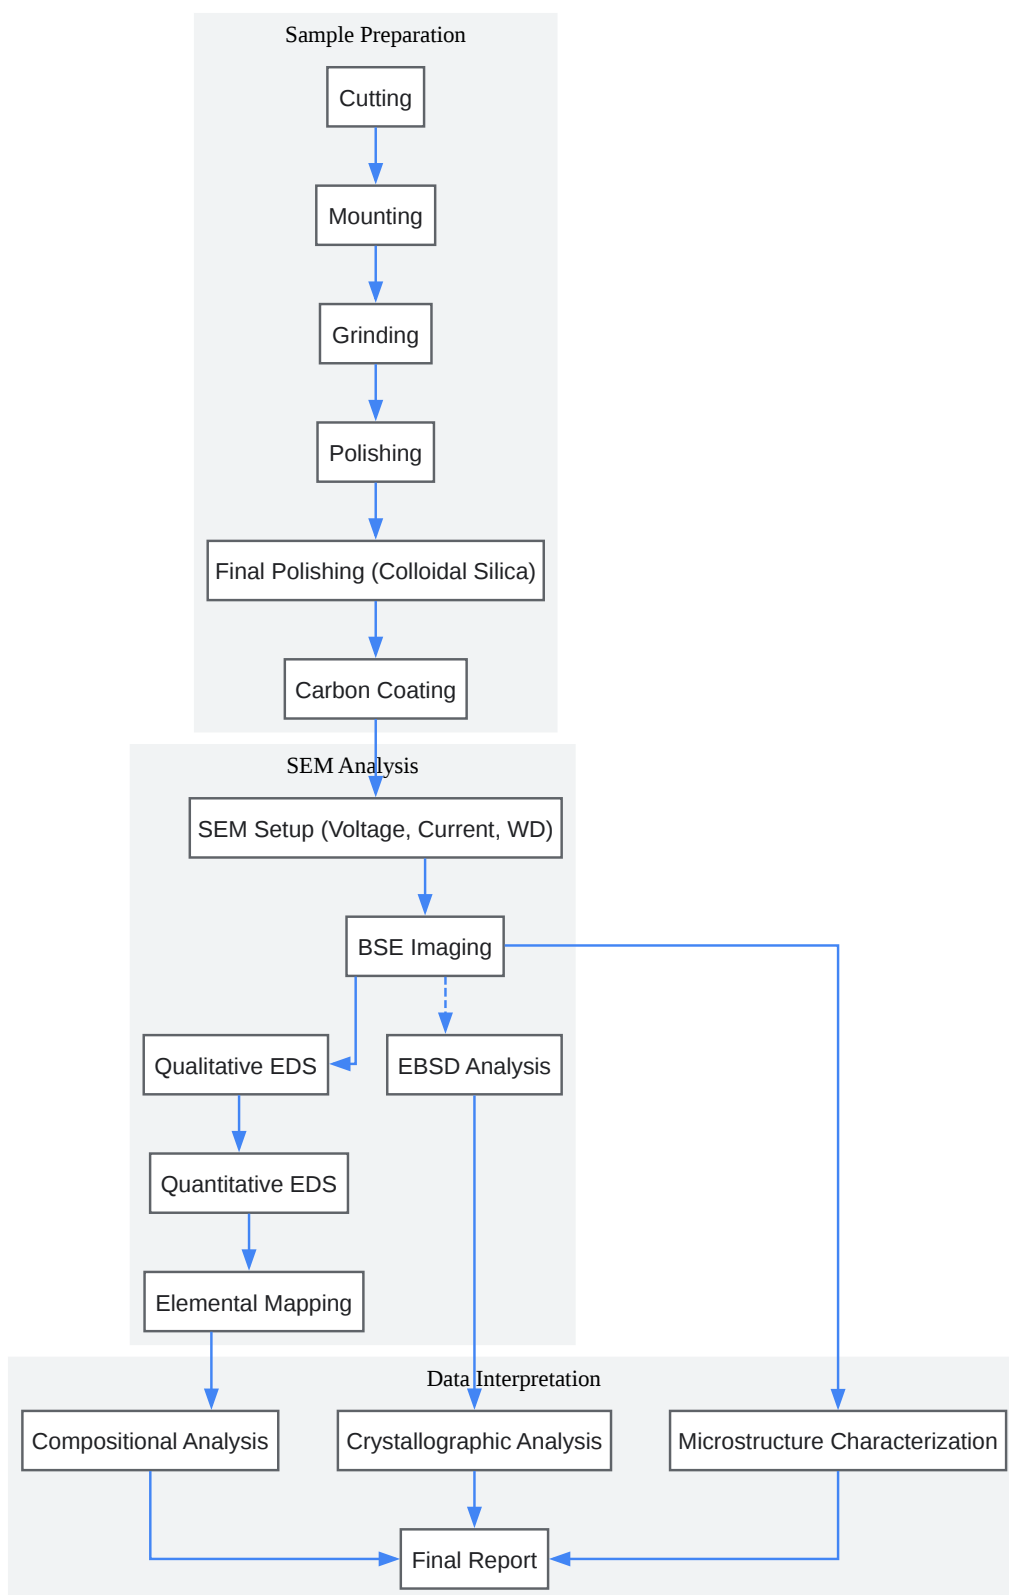 Sample Preparation
Cutting
Mounting
Grinding
Polishing
Final Polishing (Colloidal Silica)
Carbon Coating
SEM Analysis
SEM Setup (Voltage, Current, WD)
BSE Imaging
Qualitative EDS
EBSD Analysis
Quantitative EDS
Elemental Mapping
Data Interpretation
Compositional Analysis
Crystallographic Analysis
Microstructure Characterization
Final Report